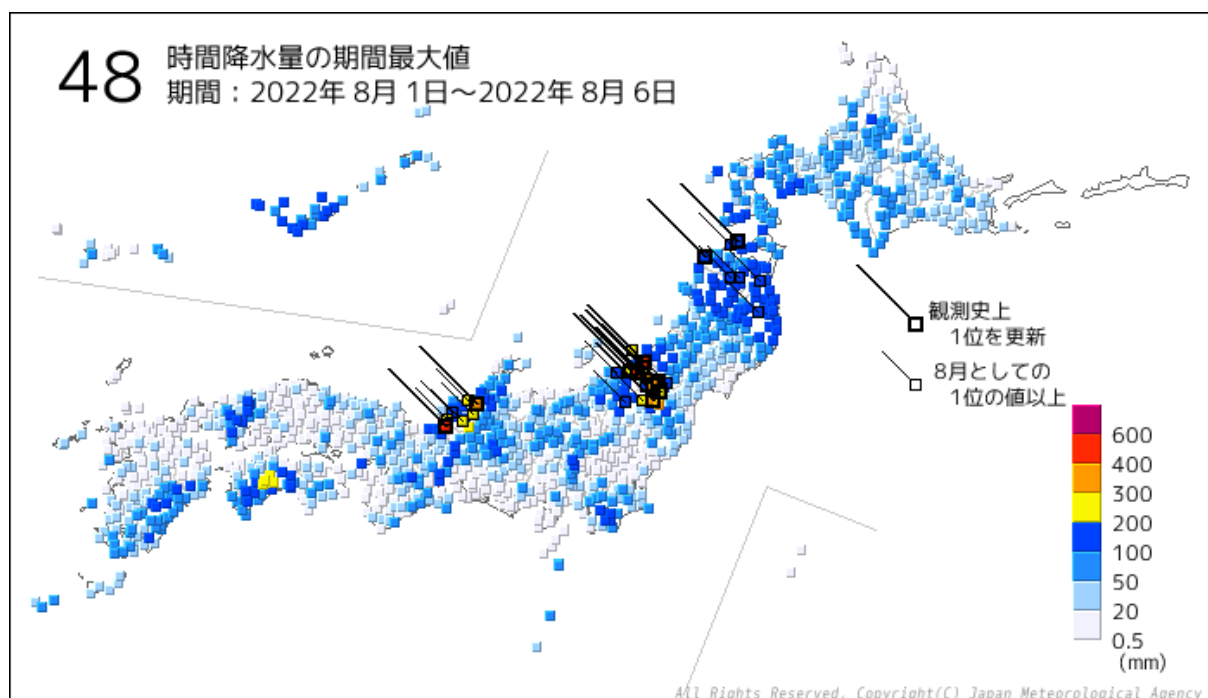 48 時間降水量の期間最大値
期間：2022年 8月 1日～2022年 8月 6日
観測史上
1位を更新
8月としての
1位の値以上
600
400
300
200
100
50
20
0.5
(mm)
All Rights Reserved. Copyright(C) Japan Meteorological Agency